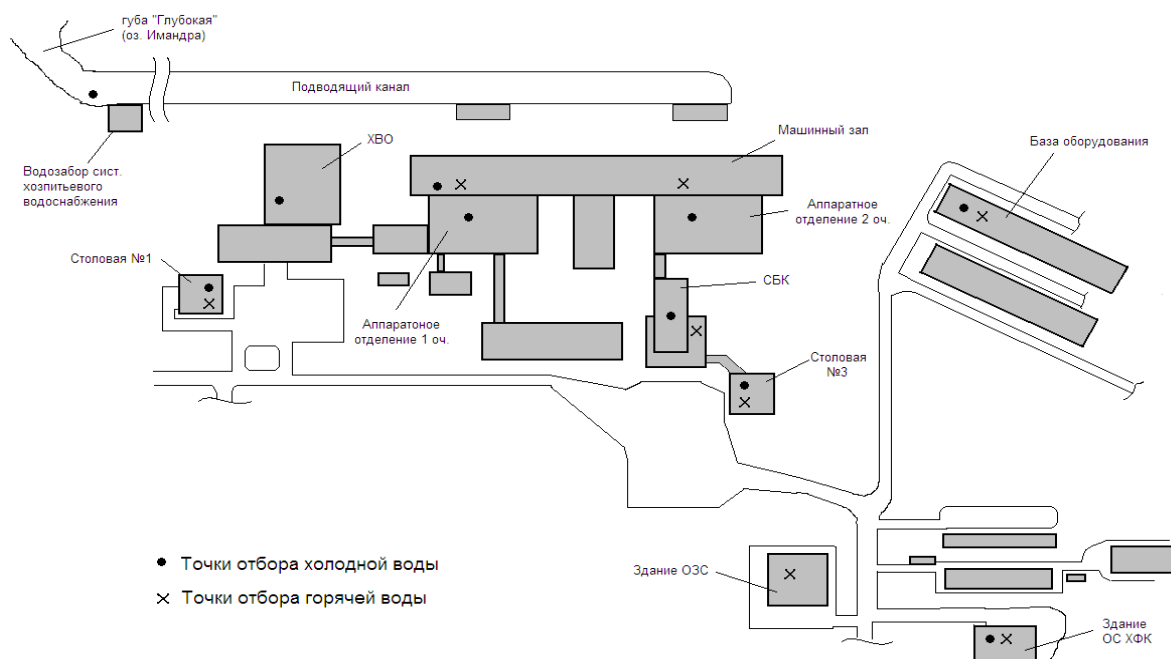 губа "Глубокая"
(оз. Имандра)
Подводящий канал
Водозабор сист.
хозпитьевого
водоснабжения
ХВО
Машинный зал
База оборудования
Столовая №1
Аппаратоное
отделение 1 оч.
Аппаратное
отделение 2 оч.
СБК
Столовая
№3
Точки отбора холодной воды
Точки отбора горячей воды
Здание ОЗС
Здание
ОС ХФК